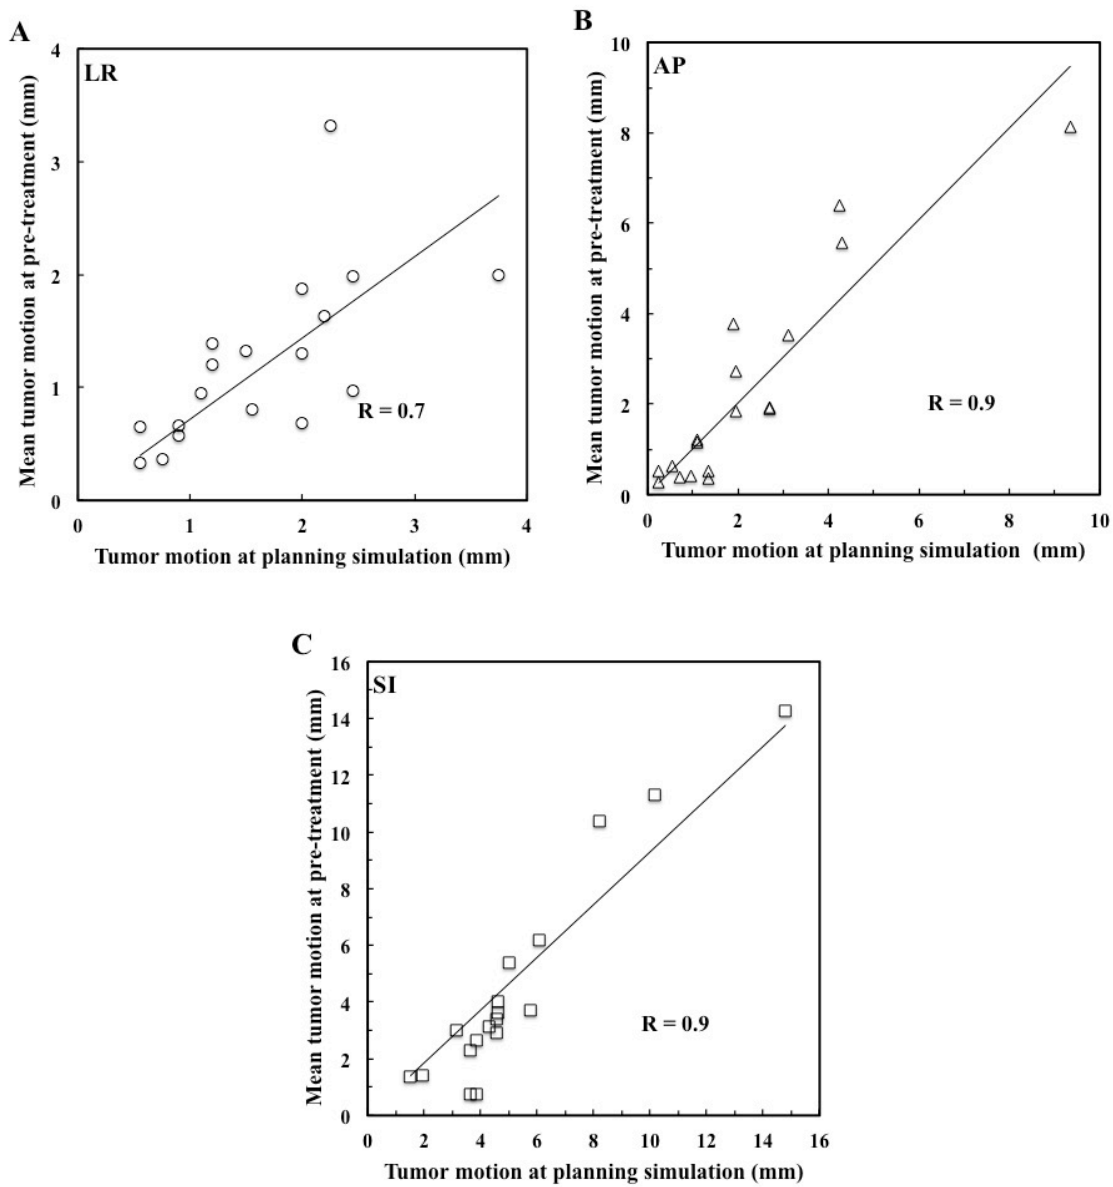 A
LR
Mean tumor motion at pre-treatment (mm)
4
3
2
1
0
0 1 2 3 4
R = 0.7
Tumor motion at planning simulation (mm)
B
AP
Mean tumor motion at pre-treatment (mm)
10
8
6
4
2
0
0 2 4 6 8 10
R = 0.9
Tumor motion at planning simulation (mm)
C
SI
Mean tumor motion at pre-treatment (mm)
16
14
12
10
8
6
4
2
0
0 2 4 6 8 10 12 14 16
R = 0.9
Tumor motion at planning simulation (mm)